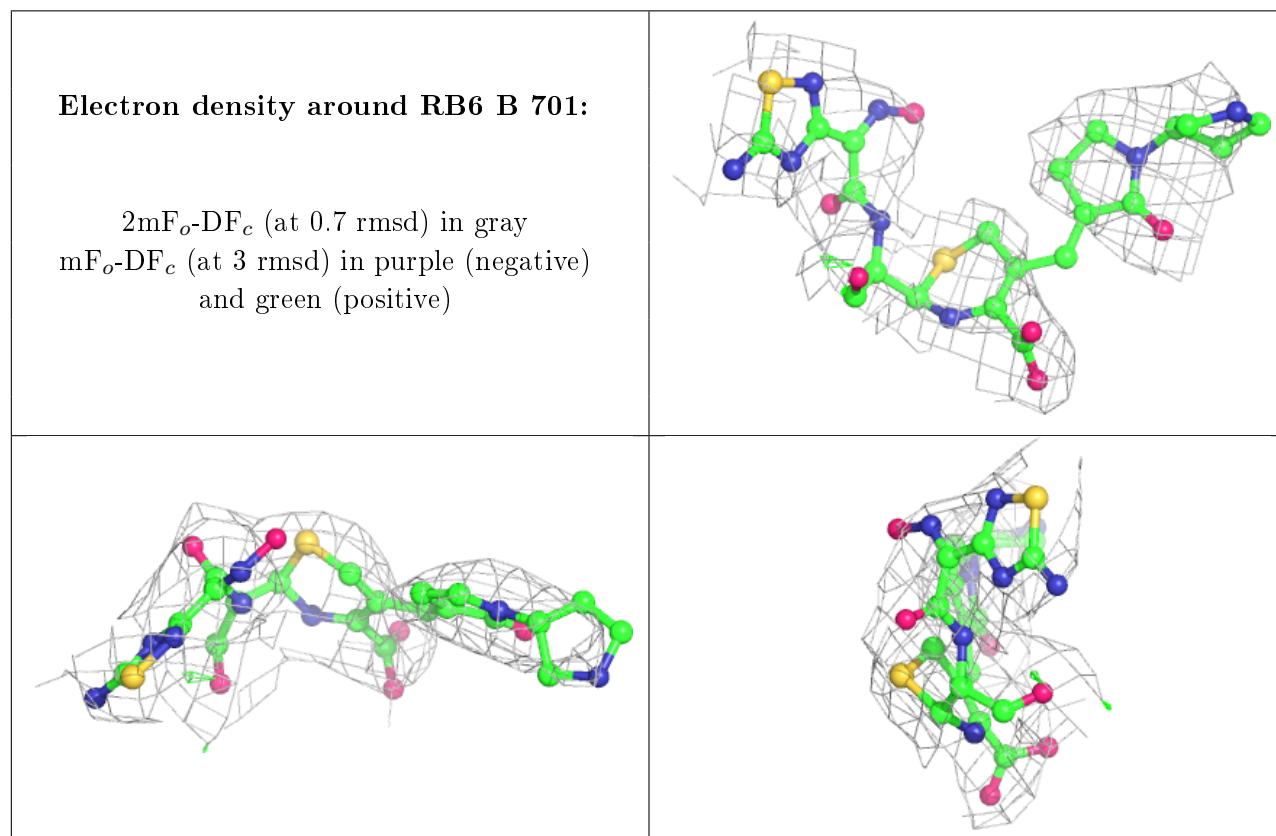 Electron density around RB6 B 701:
2mFo-DFc (at 0.7 rmsd) in gray
mFo-DFc (at 3 rmsd) in purple (negative)
and green (positive)